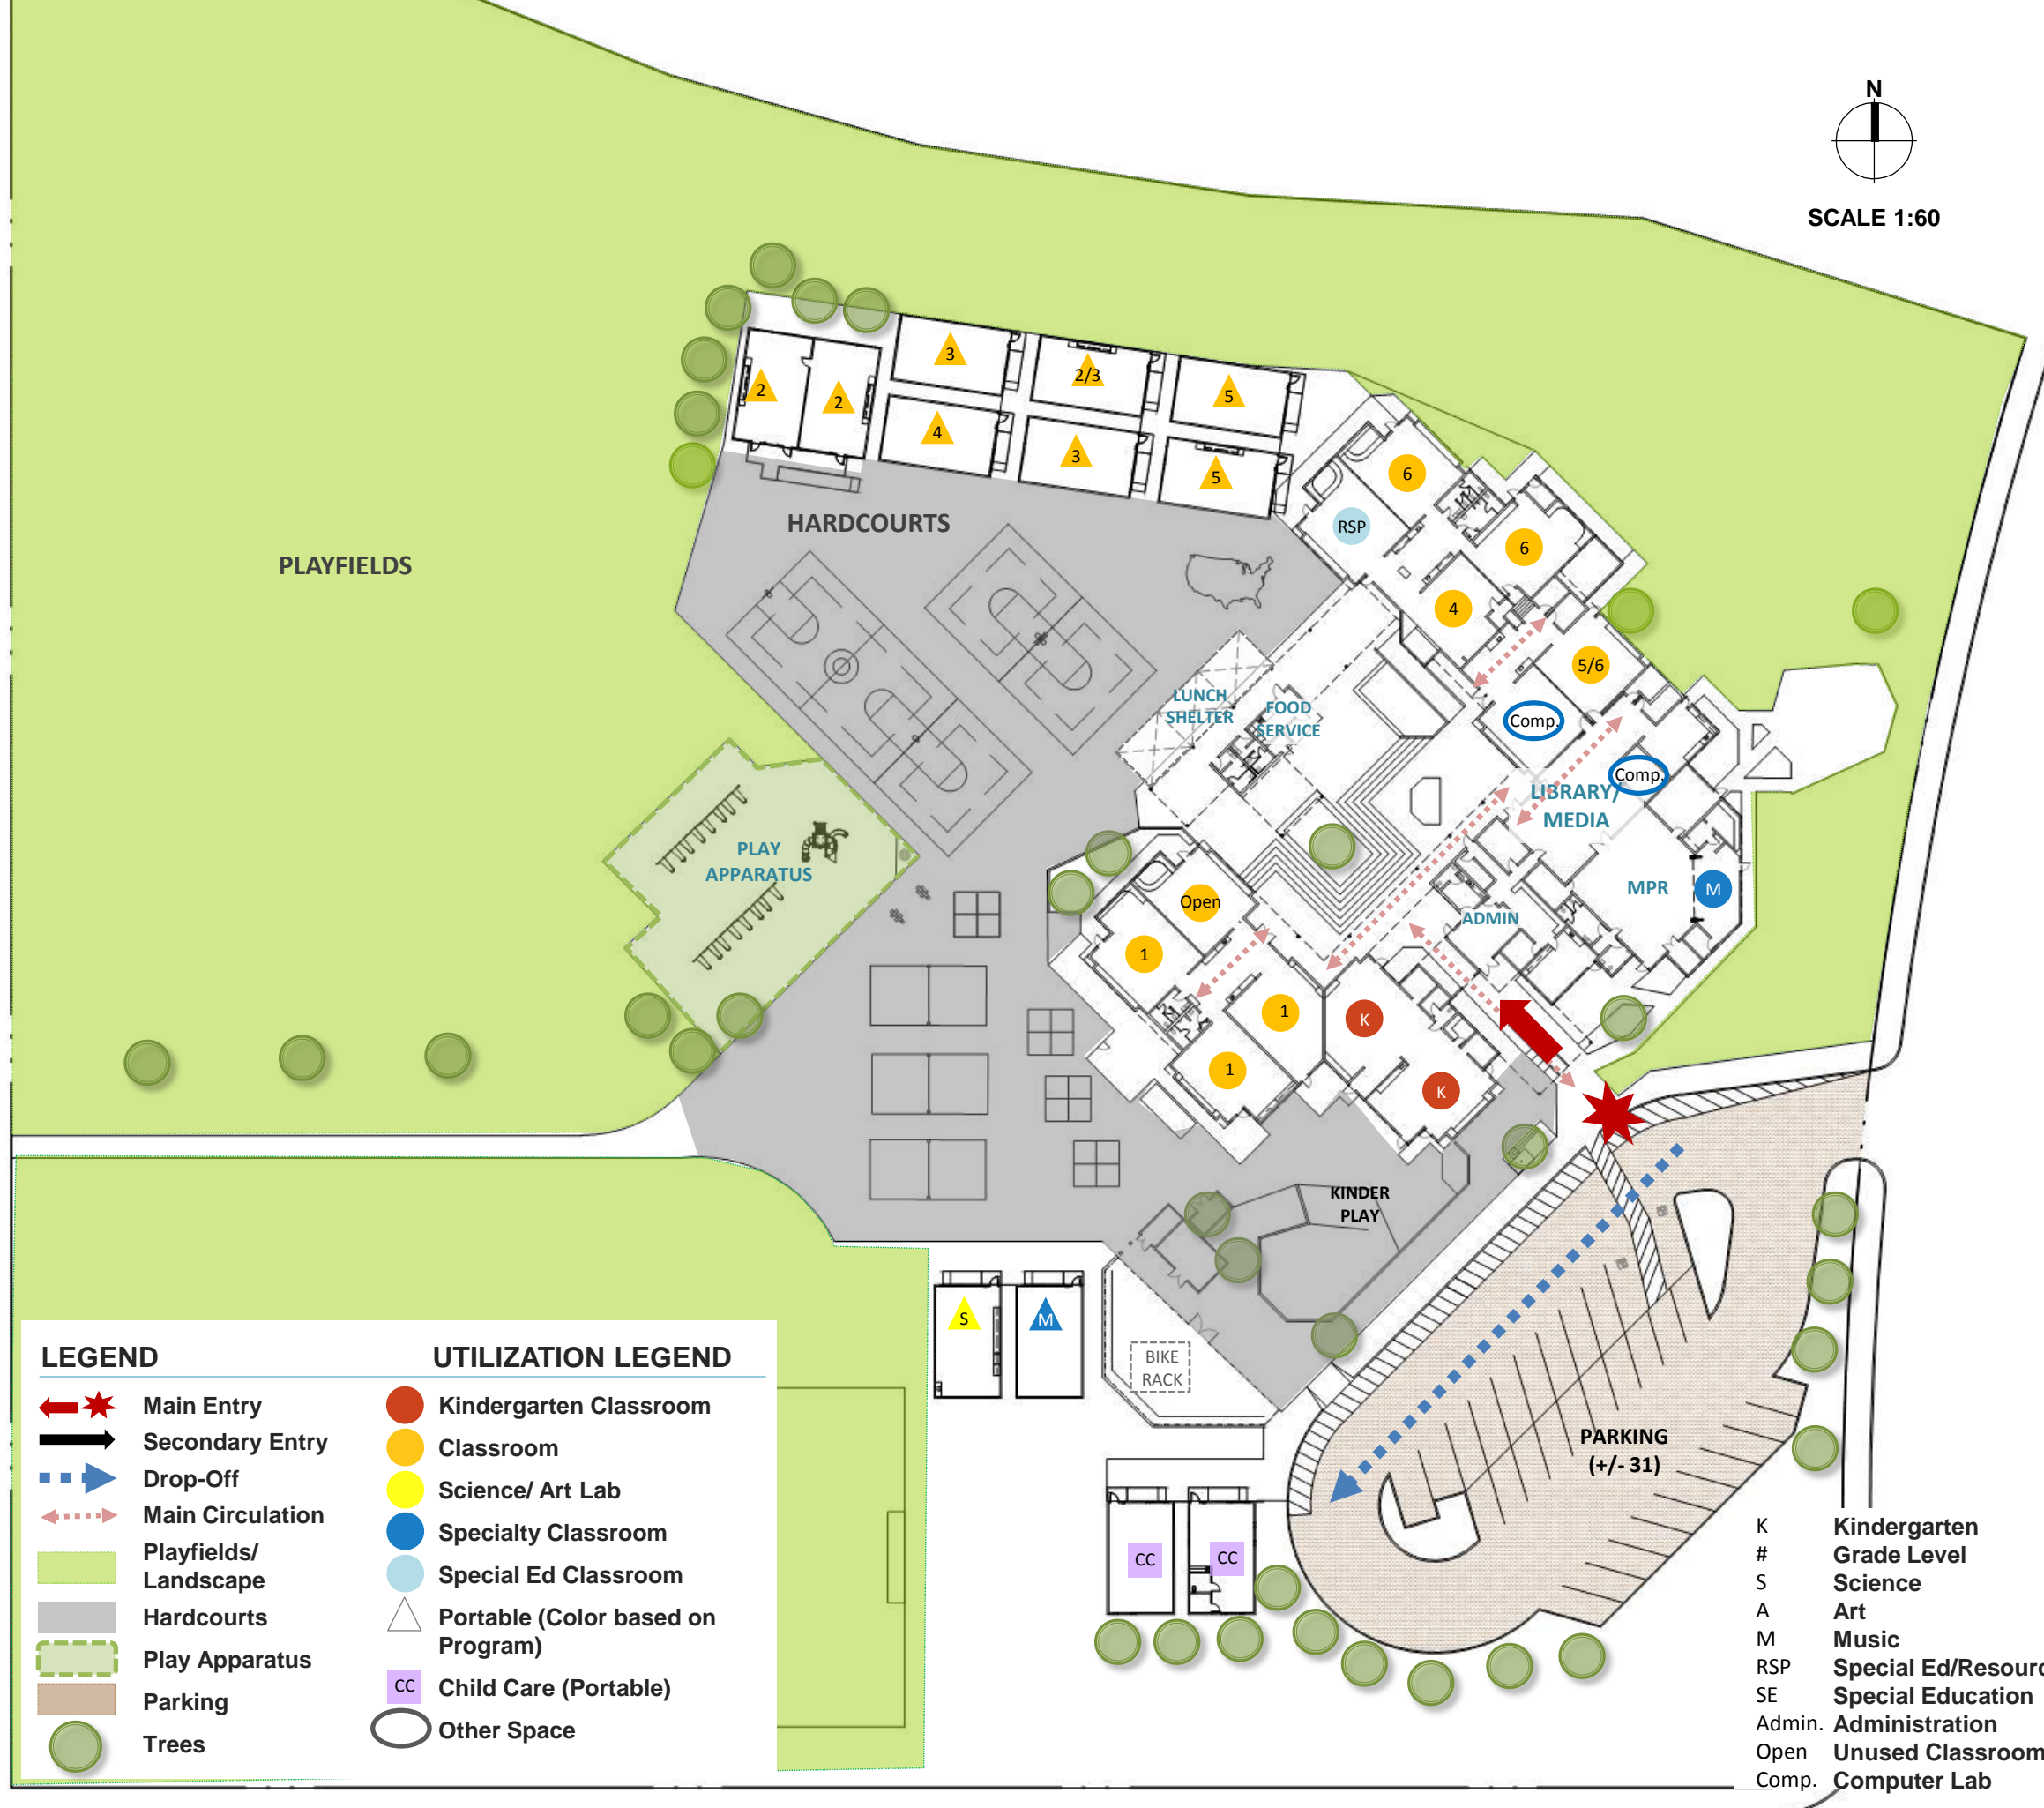 N
SCALE 1:60
3
2/3
2
2
5
4
3
5
6
HARDCOURTS
RSP
6
PLAYFIELDS
4
5/6
LUNCH
SHELTER
FOOD
SERVICE
Comp.
Comp.
LIBRARY/
MEDIA
PLAY
APPARATUS
MPR
M
Open
ADMIN
1
1
K
1
K
KINDER
PLAY
S
M
BIKE
RACK
PARKING
(+/- 31)
CC
CC
LEGEND
Main Entry
Secondary Entry
Drop-Off
Main Circulation
Playfields/
Landscape
Hardcourts
Play Apparatus
Parking
Trees
UTILIZATION LEGEND
Kindergarten Classroom
Classroom
Science/ Art Lab
Specialty Classroom
Special Ed Classroom
Portable (Color based on
Program)
CC Child Care (Portable)
Other Space
K Kindergarten
# Grade Level
S Science
A Art
M Music
RSP Special Ed/Resourc
SE Special Education
Admin. Administration
Open Unused Classroom
Comp. Computer Lab